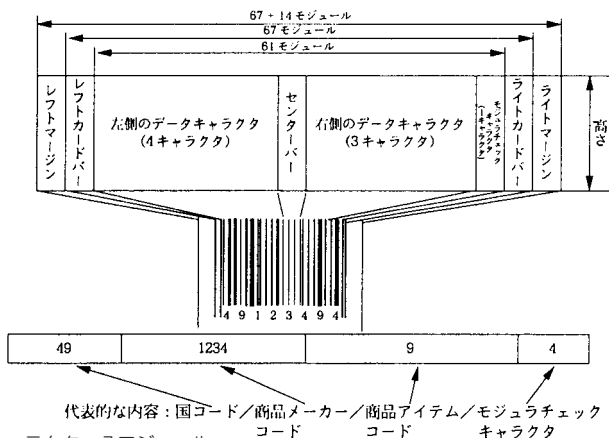 67 + 14 モジュール
67モジュール
61モジュール
レフトマージン
レフトカードバー
左側のデータキャラクタ
(4キャラクタ)
センターバー
右側のデータキャラクタ
(3キャラクタ)
モジュラチェック
キャラクタ
(1キャラクタ)
ライトカードバー
ライトマージン
高さ
4 9 1 2 3 4 9 4
49
1234
9
4
代表的な内容:国コード/商品メーカー/商品アイテム/モジュラチェック
コード
コード
キャラクタ